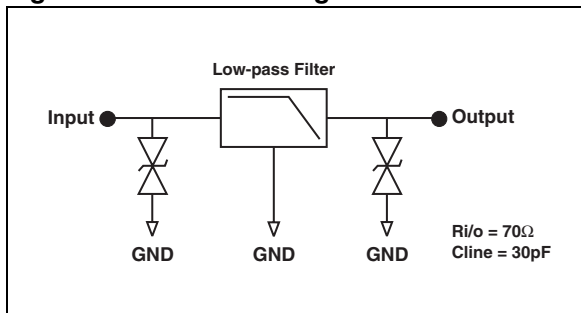 Low-pass Filter
Input
Output
GND
GND
GND
Ri/o = 70Ω
Cline = 30pF